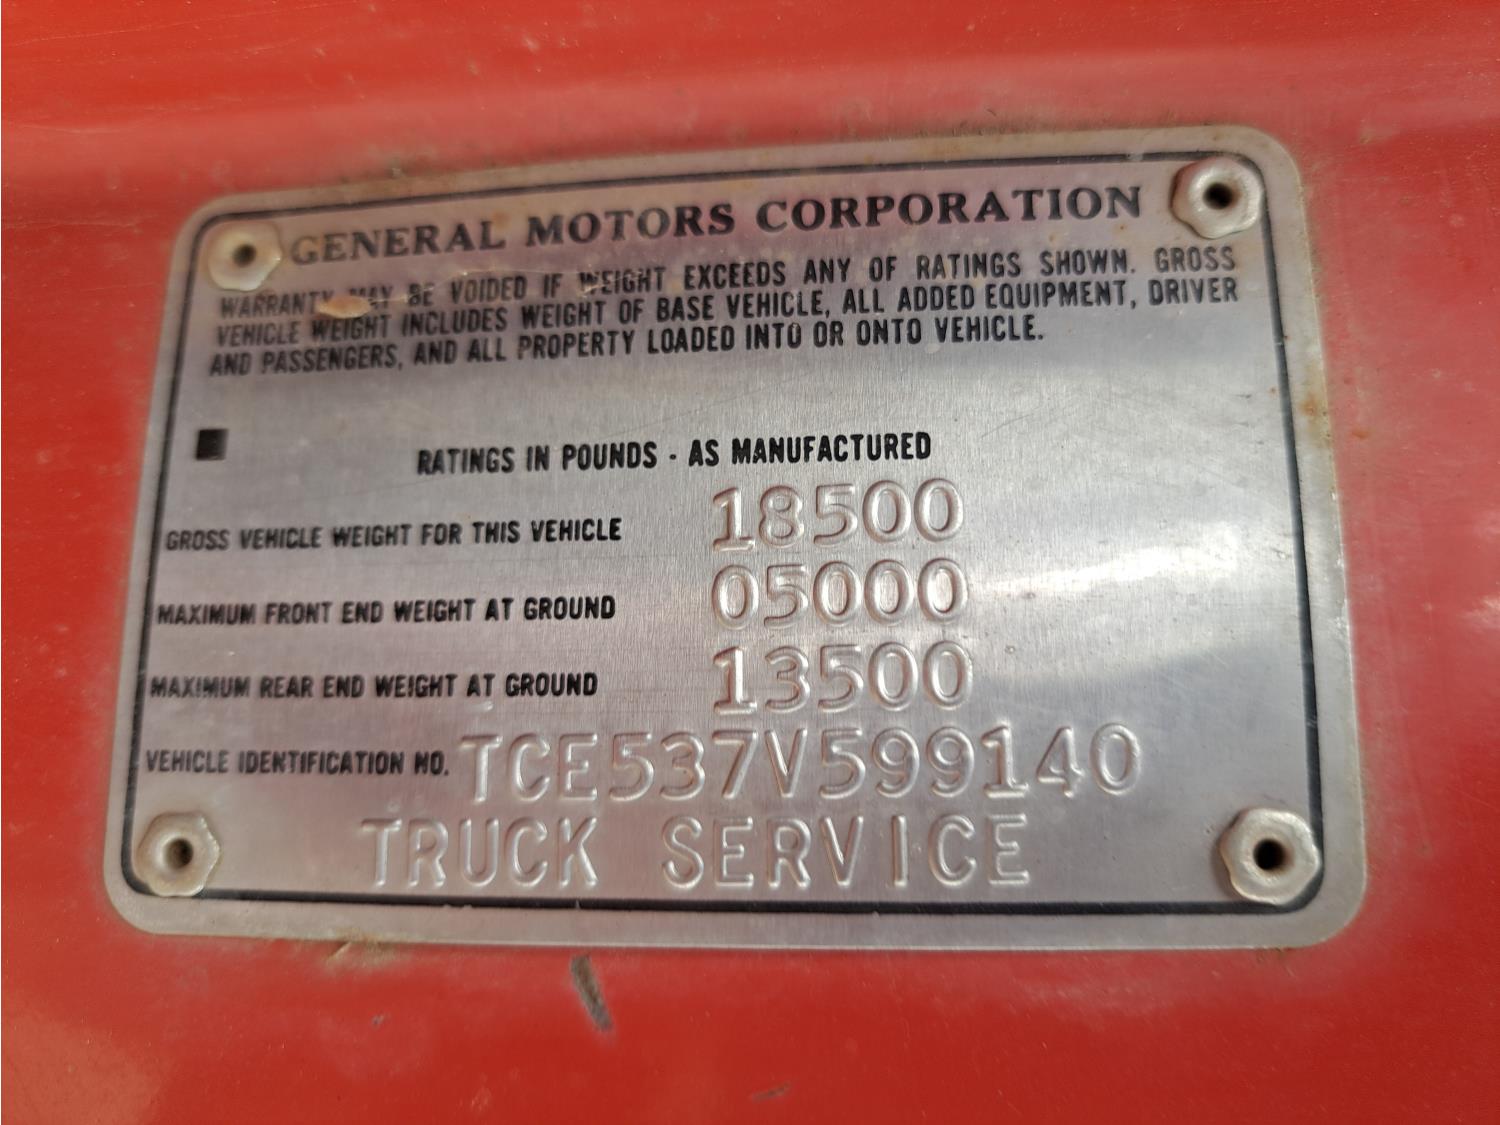 GENERAL MOTORS CORPORATION
WARRANTY MAY BE VOIDED IF WEIGHT EXCEEDS ANY OF RATINGS SHOWN. GROSS
VEHICLE WEIGHT INCLUDES WEIGHT OF BASE VEHICLE, ALL ADDED EQUIPMENT, DRIVER
AND PASSENGERS, AND ALL PROPERTY LOADED INTO OR ONTO VEHICLE.
RATINGS IN POUNDS - AS MANUFACTURED
GROSS VEHICLE WEIGHT FOR THIS VEHICLE 18500
MAXIMUM FRONT END WEIGHT AT GROUND 05000
MAXIMUM REAR END WEIGHT AT GROUND 13500
VEHICLE IDENTIFICATION NO. TCE537V599140
TRUCK SERVICE